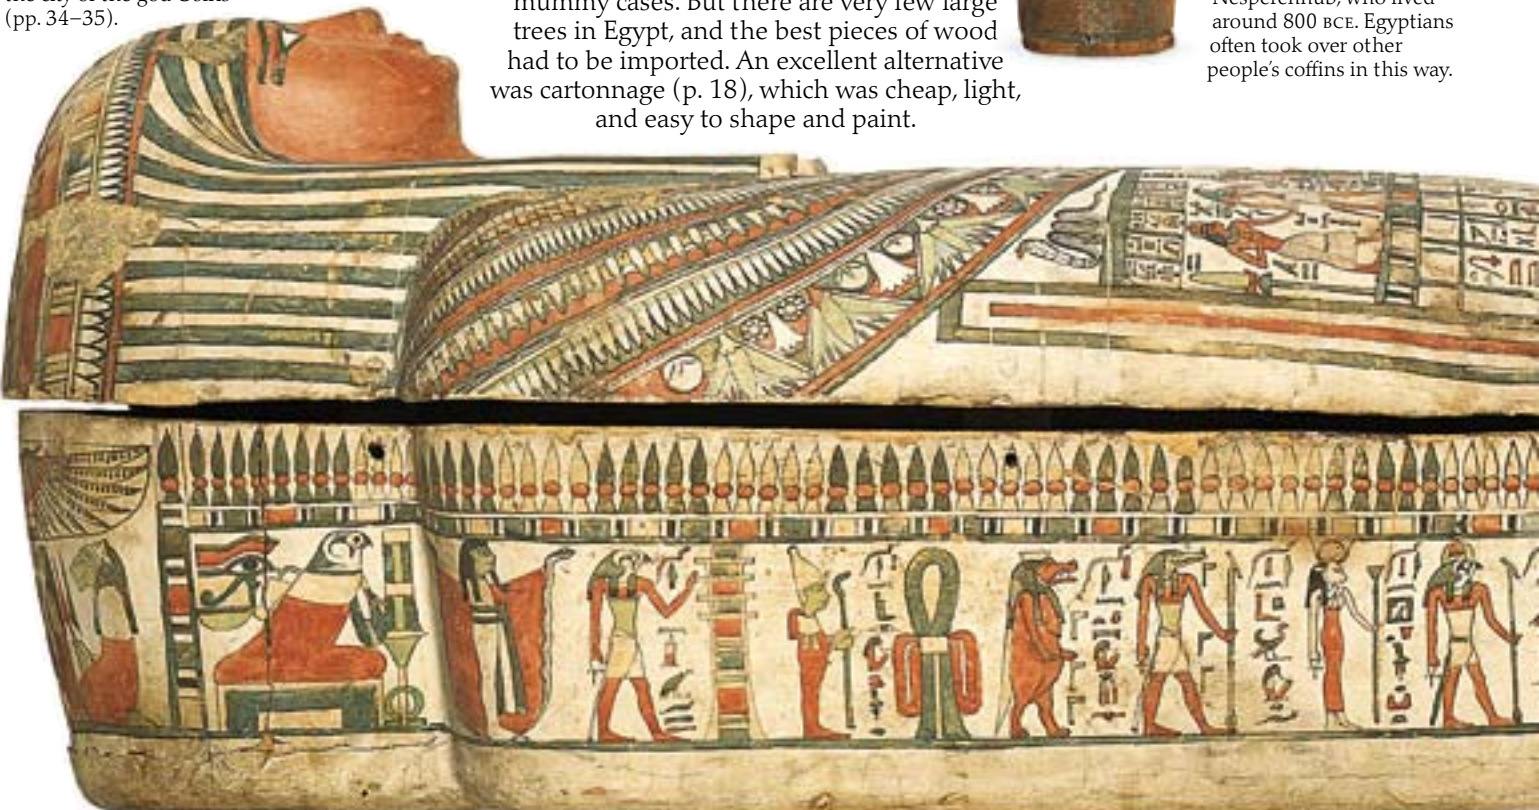 the city of the god
(pp. 34–35).
mummy cases. But there are very few large
trees in Egypt, and the best pieces of wood
had to be imported. An excellent alternative
was cartonnage (p. 18), which was cheap, light,
and easy to shape and paint.
who lived
around 800 BCE. Egyptians
often took over other
people’s coffins in this way.